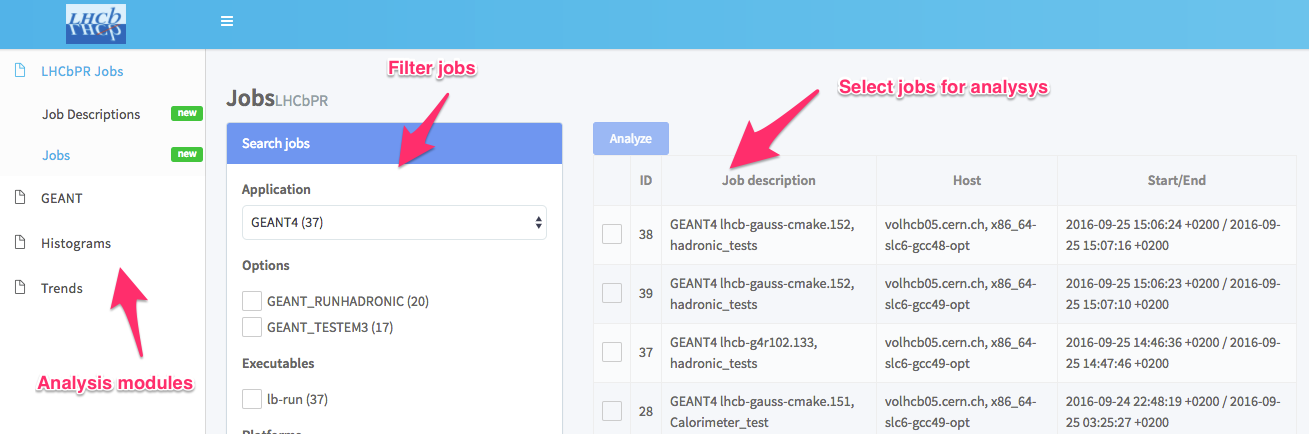 LHCb
LHCp
LHCbPR Jobs
Job Descriptions new
Jobs new
GEANT
Histograms
Trends
Analysis modules
Filter jobs
Select jobs for analysys
Jobs LHCbPR
Search jobs
Application
GEANT4 (37)
Options
GEANT_RUNHADRONIC (20)
GEANT_TESTEM3 (17)
Executables
lb-run (37)
Platforms
Analyze
ID Job description Host Start/End
38 GEANT4 lhcb-gauss-cmake.152, volhcb05.cern.ch, x86_64- 2016-09-25 15:06:24 +0200 / 2016-09-
hadronic_tests slc6-gcc48-opt 25 15:07:16 +0200
39 GEANT4 lhcb-gauss-cmake.152, volhcb05.cern.ch, x86_64- 2016-09-25 15:06:23 +0200 / 2016-09-
hadronic_tests slc6-gcc49-opt 25 15:07:10 +0200
37 GEANT4 lhcb-g4r102.133, volhcb05.cern.ch, x86_64- 2016-09-25 14:46:36 +0200 / 2016-09-
hadronic_tests slc6-gcc49-opt 25 14:47:46 +0200
28 GEANT4 lhcb-gauss-cmake.151, volhcb05.cern.ch, x86_64- 2016-09-24 22:48:19 +0200 / 2016-09-
Calorimeter_test slc6-gcc49-opt 25 03:25:27 +0200